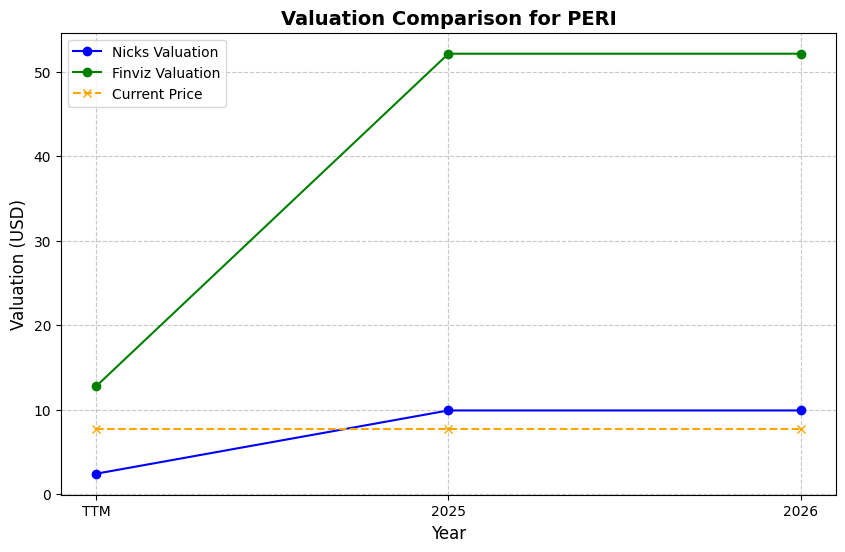 Valuation Comparison for PERI
Nicks Valuation
Finviz Valuation
Current Price
Valuation (USD)
50
40
30
20
10
0
TTM
2025
2026
Year